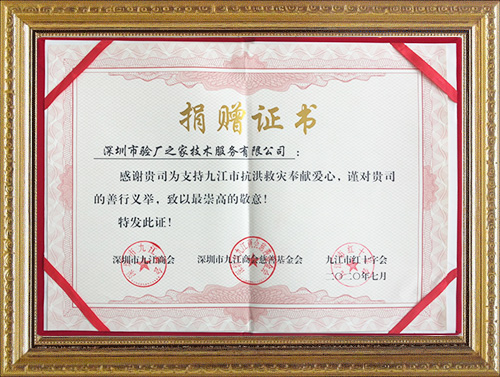 捐赠证书
深圳市验厂之家技术服务有限公司：
感谢贵司为支持九江市抗洪救灾奉献爱心，谨对贵司
的善行义举，致以最崇高的敬意！
特发此证！
深圳市九江商会 深圳市九江商会慈善基金会 九江市红十字会
二〇二〇年七月